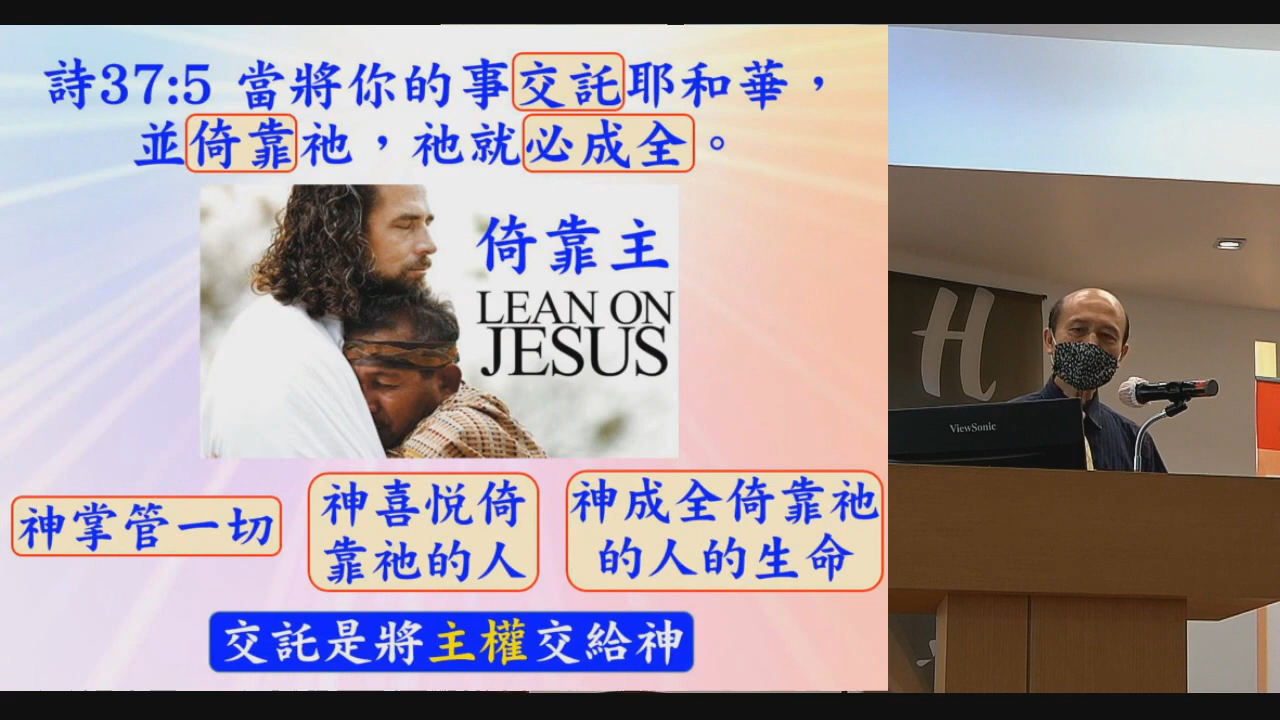 詩37:5 當將你的事交託耶和華，
並倚靠祂，祂就必成全。
倚靠主
LEAN ON
JESUS
神掌管一切
神喜悅倚
靠祂的人
神成全倚靠祂
的人的生命
交託是將主權交給神
H
ViewSonic